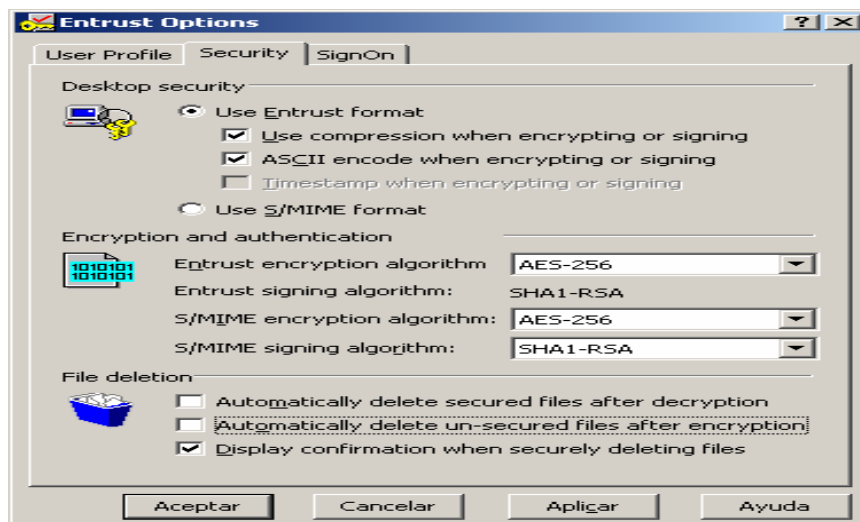 Entrust Options
User Profile Security SignOn
Desktop security
Use Entrust format
Use compression when encrypting or signing
ASCII encode when encrypting or signing
Timestamp when encrypting or signing
Use S/MIME format
Encryption and authentication
1010101
1010101
Entrust encryption algorithm AES-256
Entrust signing algorithm: SHA1-RSA
S/MIME encryption algorithm: AES-256
S/MIME signing algorithm: SHA1-RSA
File deletion
Automatically delete secured files after decryption
Automatically delete un-secured files after encryption
Display confirmation when securely deleting files
Aceptar Cancelar Aplicar Ayuda